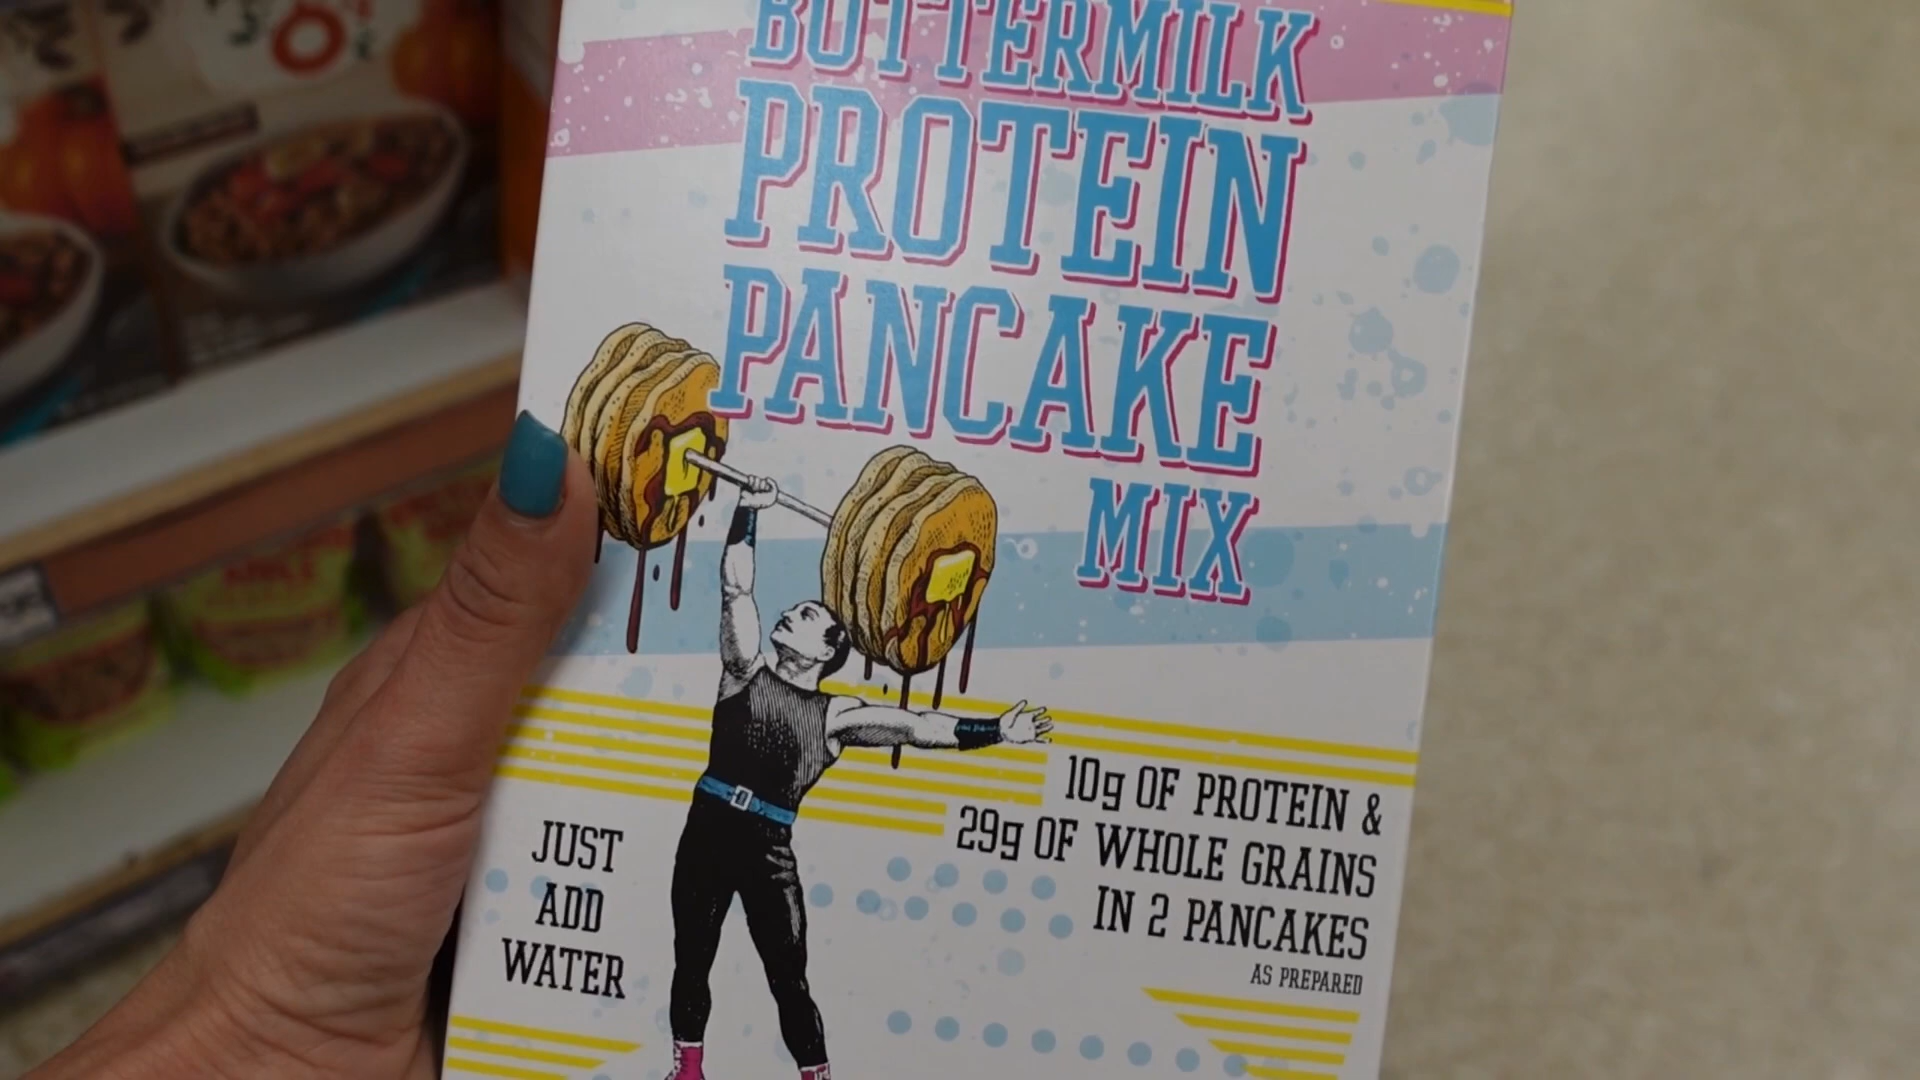 BUTTERMILK
PROTEIN
PANCAKE
MIX
10g OF PROTEIN &
29g OF WHOLE GRAINS
IN 2 PANCAKES
AS PREPARED
JUST
ADD
WATER